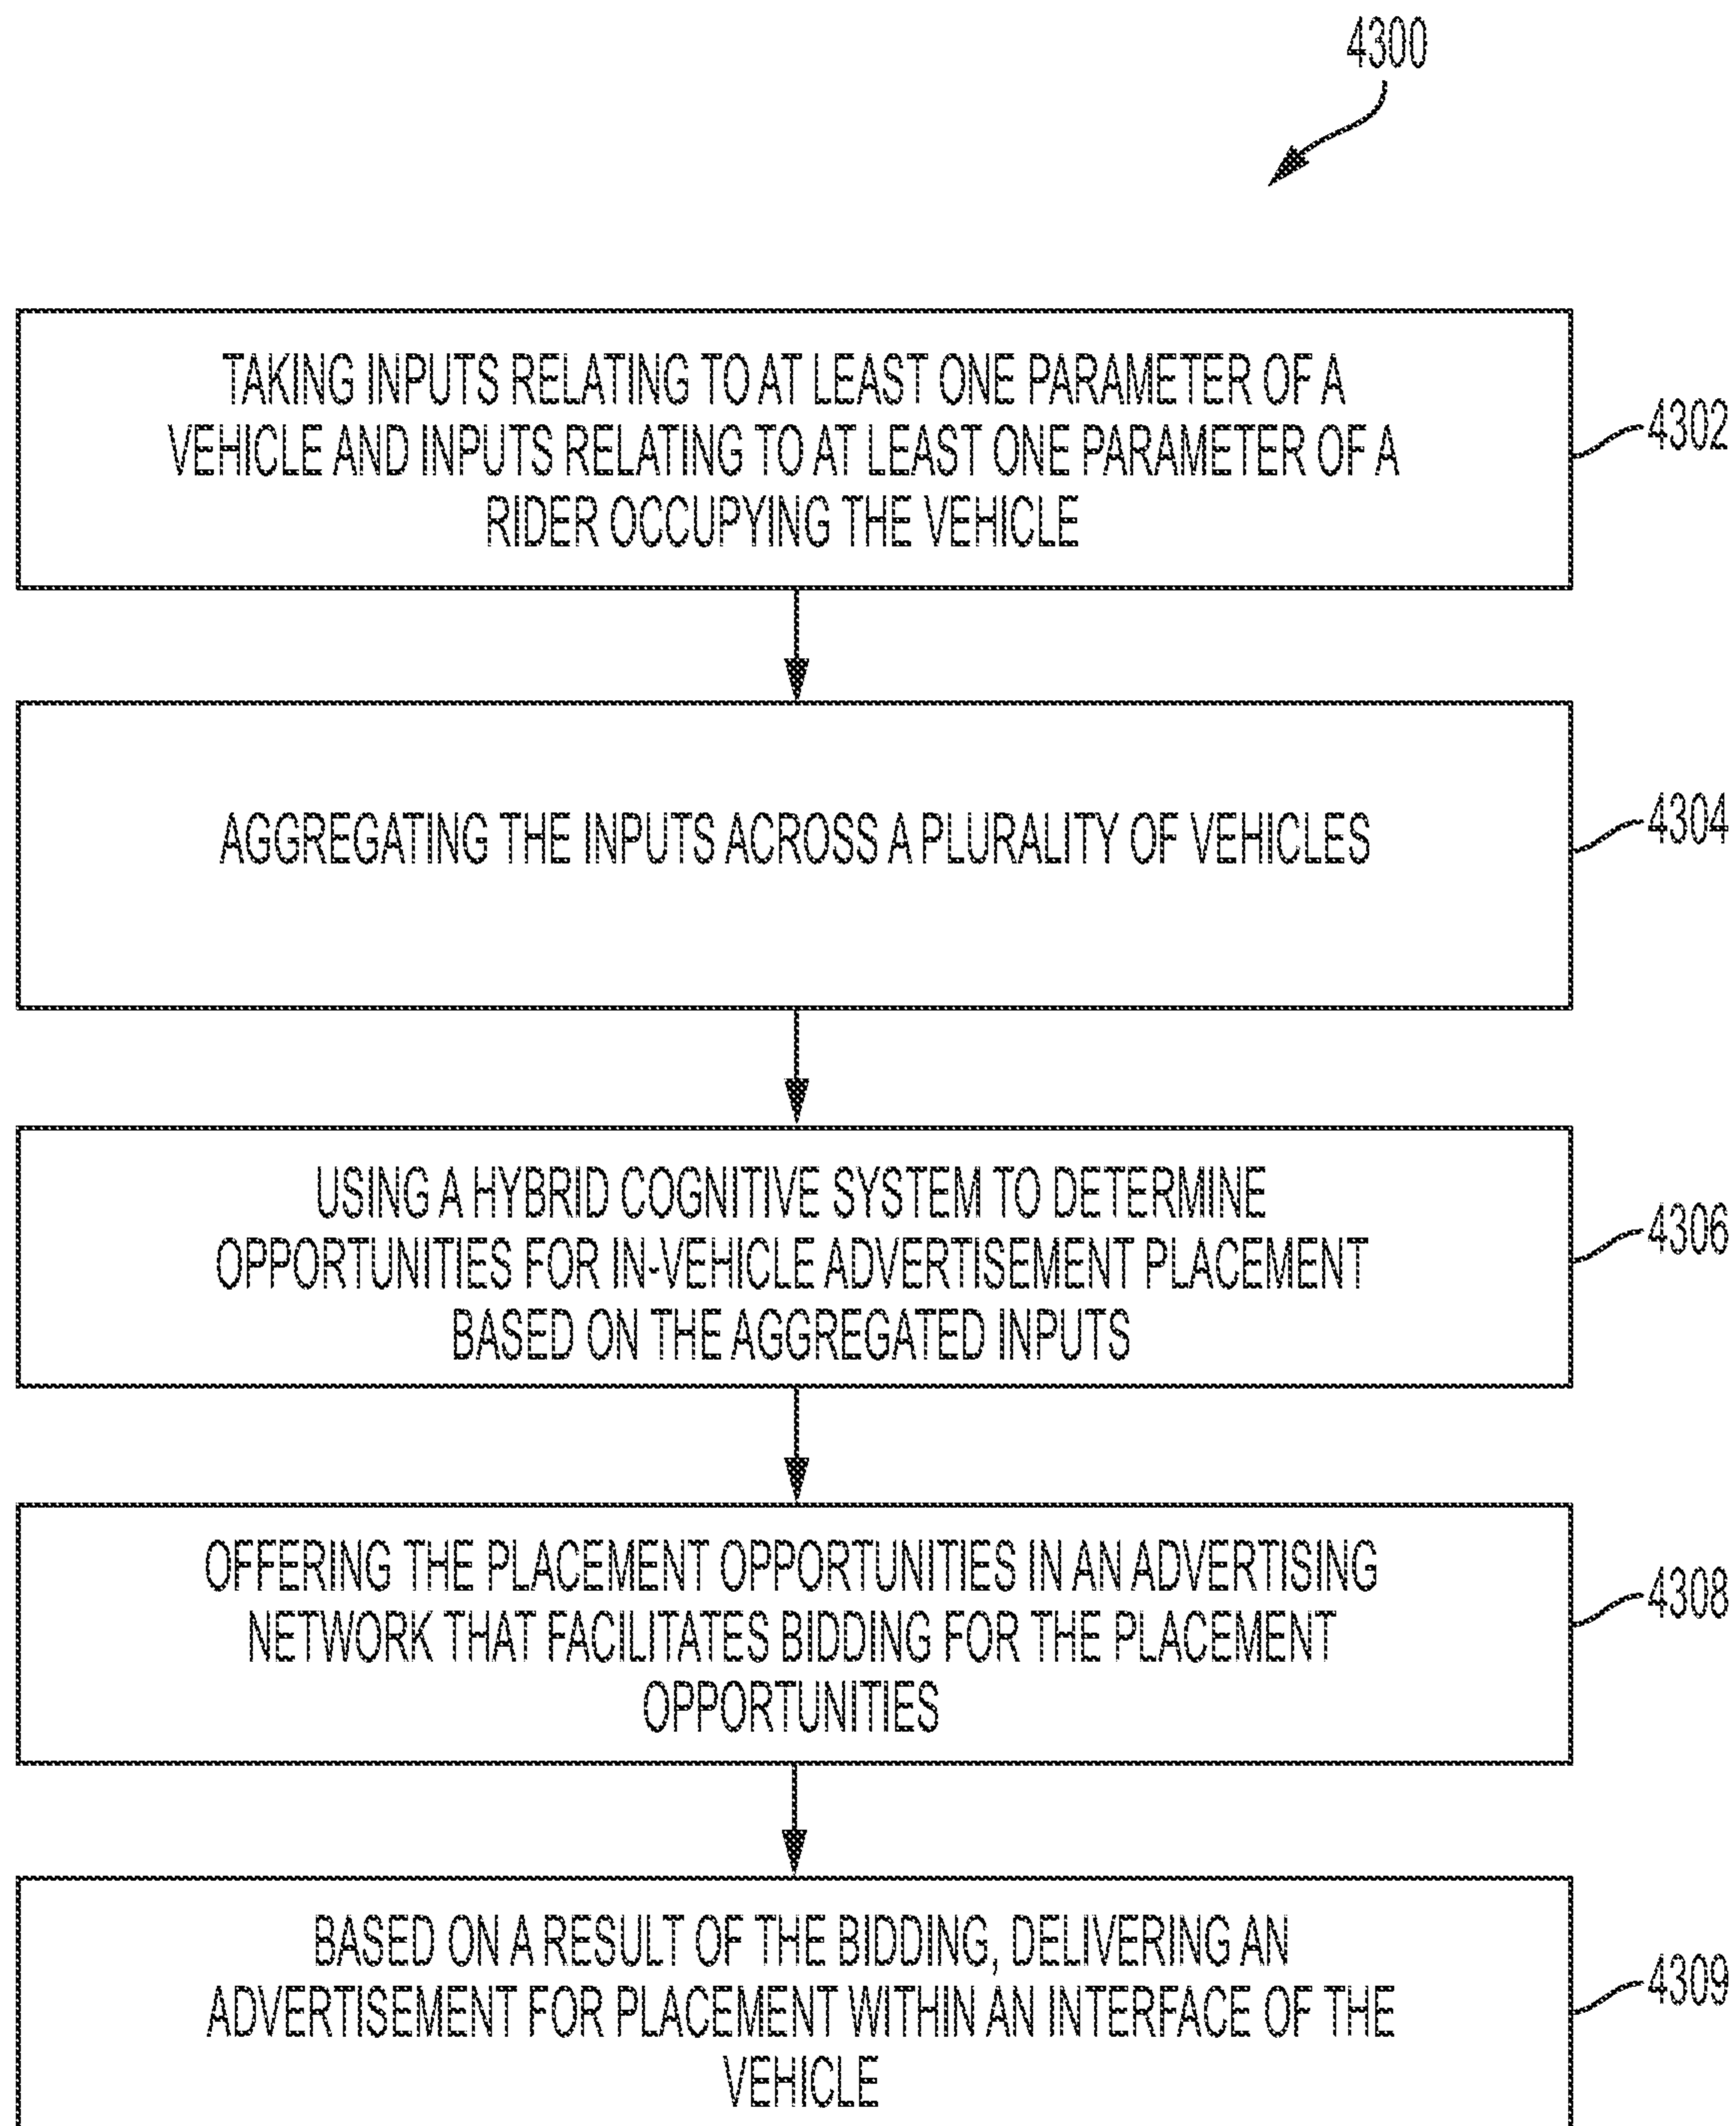 4300
TAKING INPUTS RELATING TO AT LEAST ONE PARAMETER OF A
VEHICLE AND INPUTS RELATING TO AT LEAST ONE PARAMETER OF A
RIDER OCCUPYING THE VEHICLE
4302
AGGREGATING THE INPUTS ACROSS A PLURALITY OF VEHICLES
4304
USING A HYBRID COGNITIVE SYSTEM TO DETERMINE
OPPORTUNITIES FOR IN-VEHICLE ADVERTISEMENT PLACEMENT
BASED ON THE AGGREGATED INPUTS
4306
OFFERING THE PLACEMENT OPPORTUNITIES IN AN ADVERTISING
NETWORK THAT FACILITATES BIDDING FOR THE PLACEMENT
OPPORTUNITIES
4308
BASED ON A RESULT OF THE BIDDING, DELIVERING AN
ADVERTISEMENT FOR PLACEMENT WITHIN AN INTERFACE OF THE
VEHICLE
4309